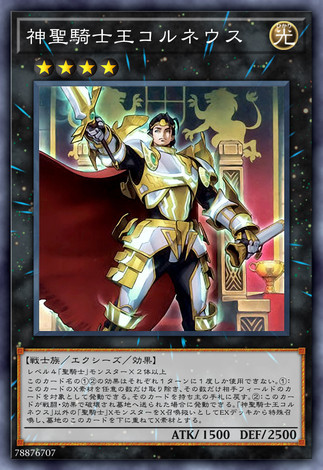 神聖騎士王コルネウス
光
【戦士族／エクシーズ／効果】
レベル４「聖騎士」モンスター×２体以上
このカード名の①②の効果はそれぞれ１ターンに１度しか使用できない。①：
このカードのX素材を任意の数だけ取り除き、その数だけ相手フィールドのカ
ードを対象として発動できる。そのカードを持ち主の手札に戻す。②：このカー
ドが戦闘・効果で破壊され墓地へ送られた場合に発動できる。「神聖騎士王コル
ネウス」以外の「聖騎士」XモンスターをX召喚扱いとしてEXデッキから特殊召
喚し、墓地のこのカードを下に重ねてX素材とする。
ATK/1500 DEF/2500
78876707